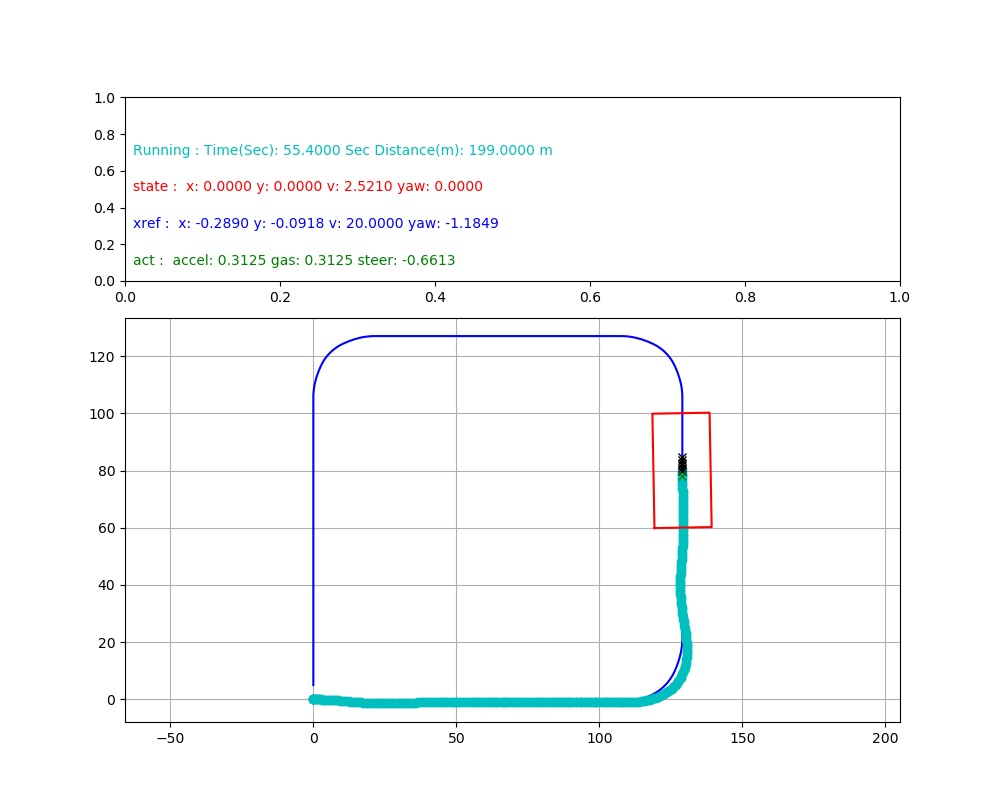 1.0
0.8
Running : Time(Sec): 55.4000 Sec Distance(m): 199.0000 m
0.6
state :  x: 0.0000 y: 0.0000 v: 2.5210 yaw: 0.0000
0.4
xref :  x: -0.2890 y: -0.0918 v: 20.0000 yaw: -1.1849
0.2
act :  accel: 0.3125 gas: 0.3125 steer: -0.6613
0.0
0.0 0.2 0.4 0.6 0.8 1.0
120
100
80
60
40
20
0
−50 0 50 100 150 200